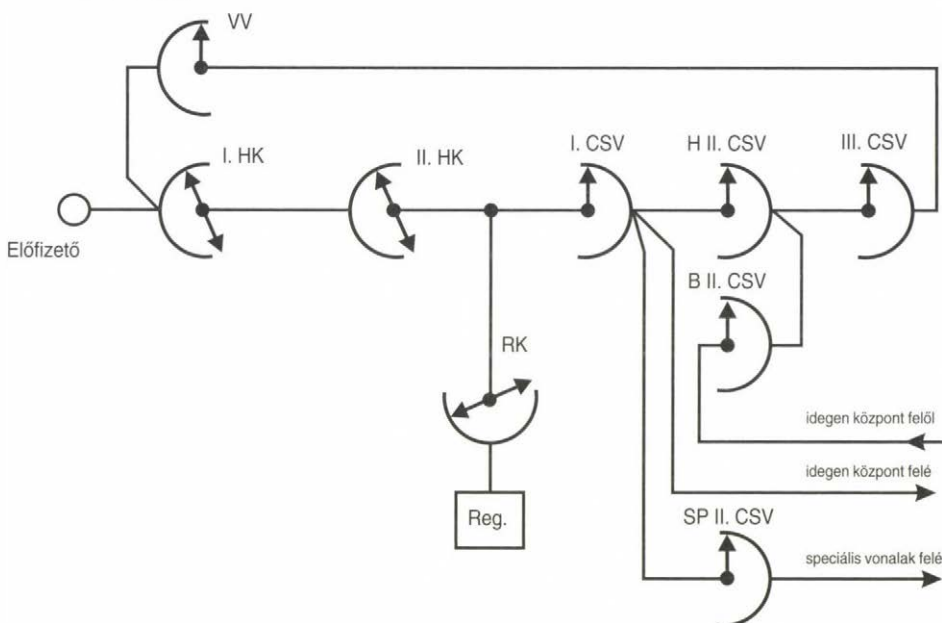 VV
I. HK
II. HK
I. CSV
H II. CSV
III. CSV
Előfizető
B II. CSV
RK
idegen központ felől
idegen központ felé
Reg.
SP II. CSV
speciális vonalak felé